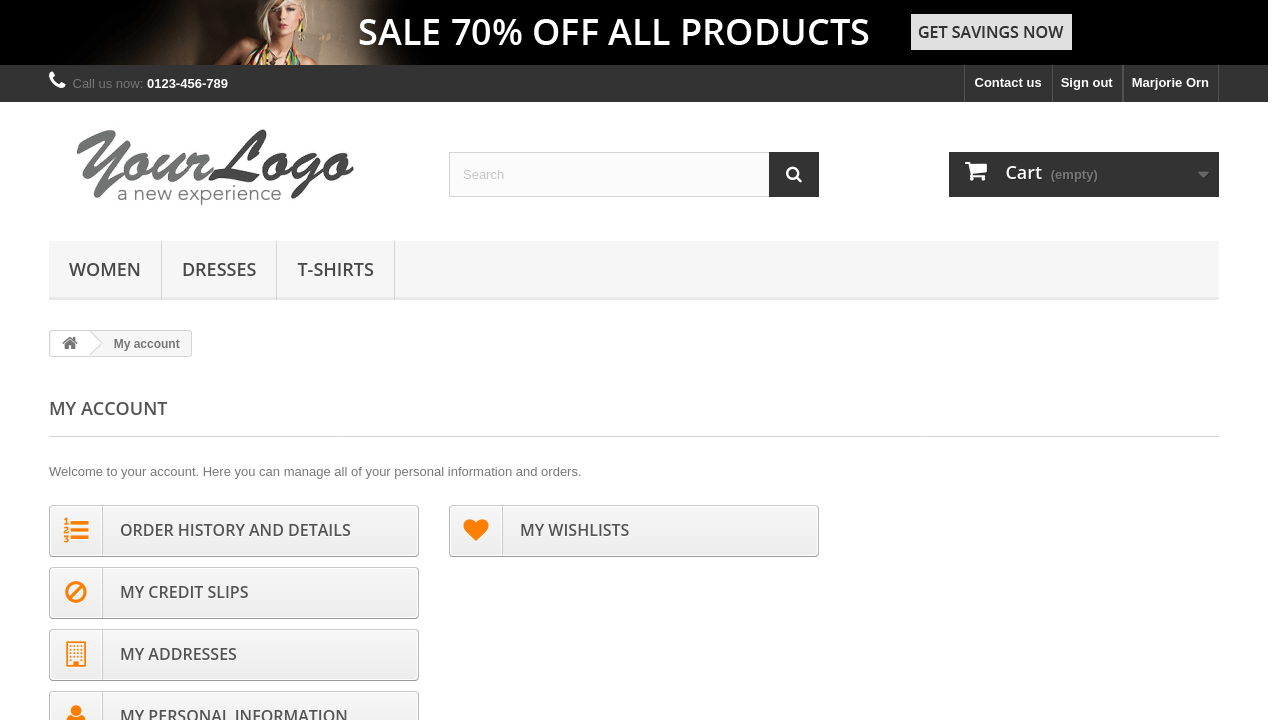 SALE 70% OFF ALL PRODUCTS GET SAVINGS NOW
Call us now: 0123-456-789 Contact us Sign out Marjorie Orn
YourLogo
a new experience
Search
Cart (empty)
WOMEN DRESSES T-SHIRTS
My account
MY ACCOUNT
Welcome to your account. Here you can manage all of your personal information and orders.
ORDER HISTORY AND DETAILS
MY WISHLISTS
MY CREDIT SLIPS
MY ADDRESSES
MY PERSONAL INFORMATION